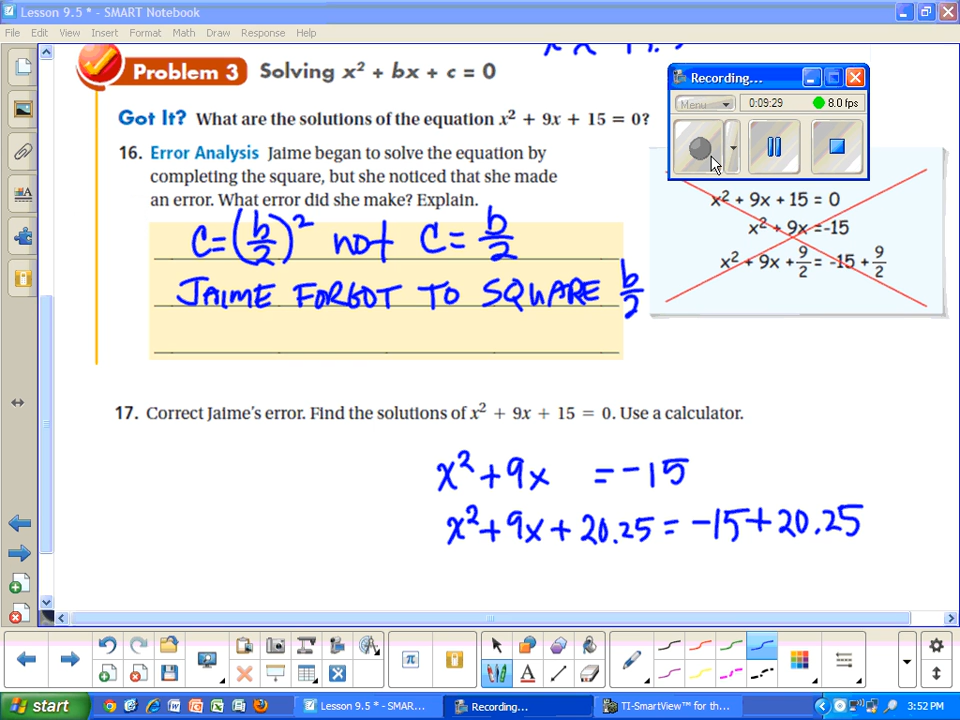 Lesson 9.5 * - SMART Notebook
File Edit View Insert Format Math Draw Response Help
Problem 3 Solving x² + bx + c = 0
Recording...
Menu 0:09:29 8.0 fps
Got It? What are the solutions of the equation x² + 9x + 15 = 0?
16. Error Analysis Jaime began to solve the equation by
completing the square, but she noticed that she made
an error. What error did she make? Explain.
x² + 9x + 15 = 0
x² + 9x = -15
x² + 9x + 9/2 = -15 + 9/2
C = (b/2)² not C = b/2
JAIME FORGOT TO SQUARE b/2
17. Correct Jaime's error. Find the solutions of x² + 9x + 15 = 0. Use a calculator.
x² + 9x = -15
x² + 9x + 20.25 = -15 + 20.25
start
Lesson 9.5 * - SMAR...
Recording...
TI-SmartView™ for th...
3:52 PM